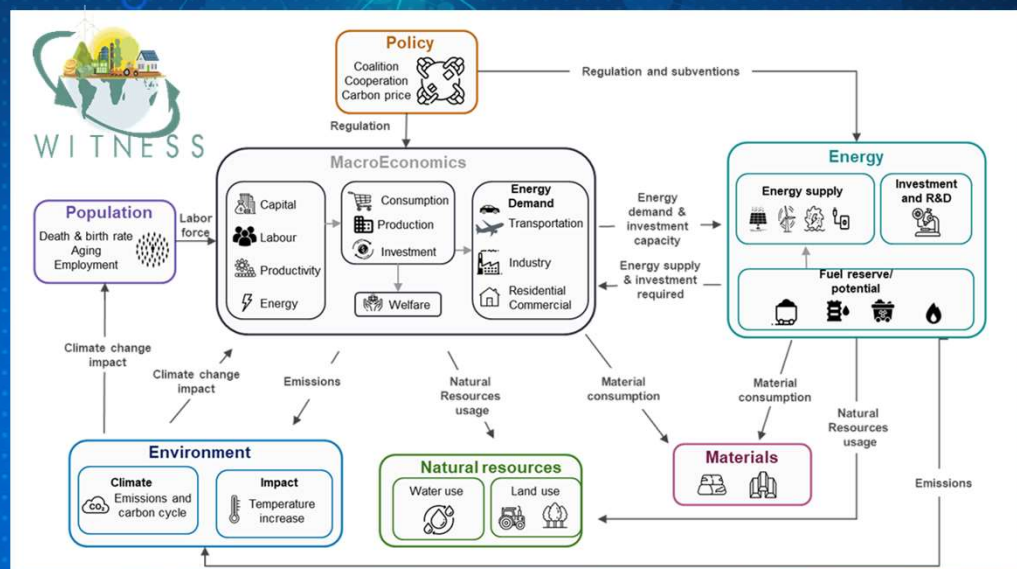 WITNESS
Policy
Coalition
Cooperation
Carbon price
Regulation and subventions
Regulation
MacroEconomics
Capital
Labour
Productivity
Energy
Consumption
Production
Investment
Welfare
Energy
Demand
Transportation
Industry
Residential
Commercial
Population
Death & birth rate
Aging
Employment
Labor
force
Energy
demand &
investment
capacity
Energy supply
& investment
required
Energy
Energy supply
Investment
and R&D
Fuel reserve/
potential
Climate change
impact
Climate change
impact
Emissions
Natural
Resources
usage
Material
consumption
Material
consumption
Natural
Resources
usage
Emissions
Environment
Climate
CO₂
Emissions and
carbon cycle
Impact
Temperature
increase
Natural resources
Water use
Land use
Materials